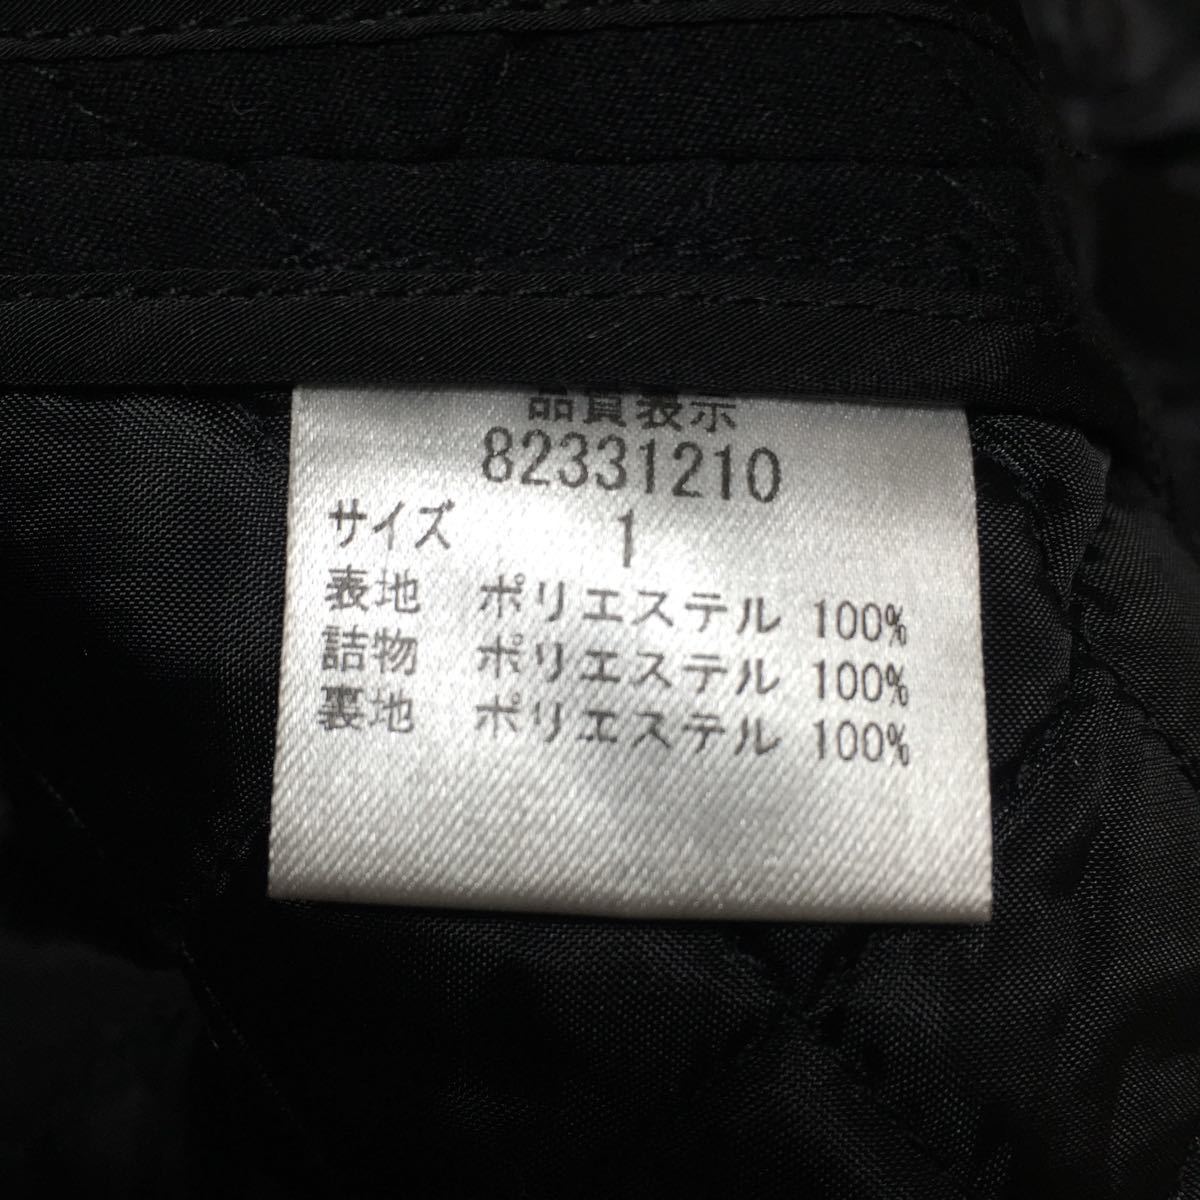 品質表示
82331210
サイズ 1
表地 ポリエステル 100%
詰物 ポリエステル 100%
裏地 ポリエステル 100%